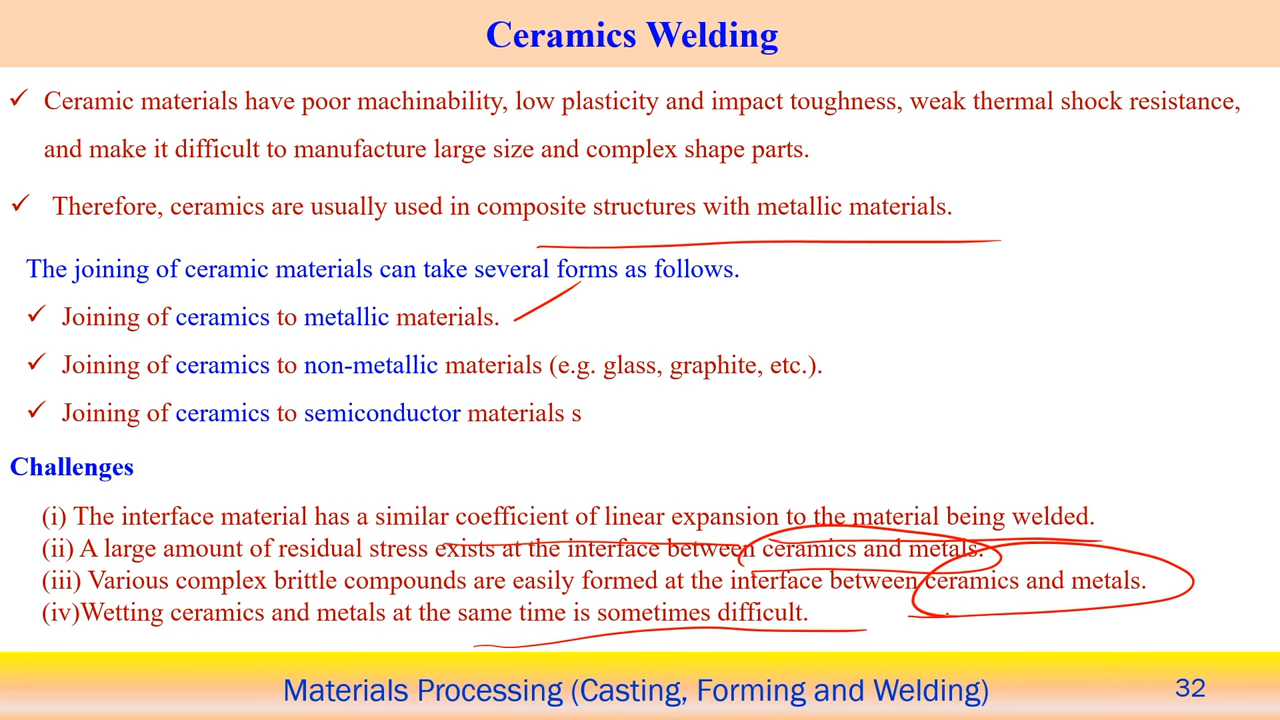 Ceramics Welding
✓ Ceramic materials have poor machinability, low plasticity and impact toughness, weak thermal shock resistance,
and make it difficult to manufacture large size and complex shape parts.
✓ Therefore, ceramics are usually used in composite structures with metallic materials.
The joining of ceramic materials can take several forms as follows.
✓ Joining of ceramics to metallic materials.
✓ Joining of ceramics to non-metallic materials (e.g. glass, graphite, etc.).
✓ Joining of ceramics to semiconductor materials s
Challenges
(i) The interface material has a similar coefficient of linear expansion to the material being welded.
(ii) A large amount of residual stress exists at the interface between ceramics and metals.
(iii) Various complex brittle compounds are easily formed at the interface between ceramics and metals.
(iv)Wetting ceramics and metals at the same time is sometimes difficult.
Materials Processing (Casting, Forming and Welding)
32